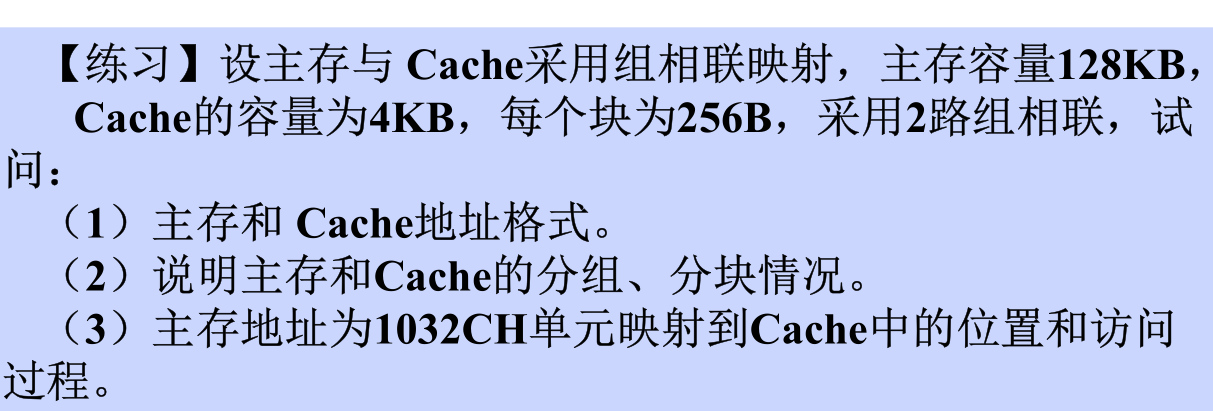 【练习】设主存与 Cache采用组相联映射，主存容量128KB，
Cache的容量为4KB，每个块为256B，采用2路组相联，试
问：
（1）主存和 Cache地址格式。
（2）说明主存和Cache的分组、分块情况。
（3）主存地址为1032CH单元映射到Cache中的位置和访问
过程。